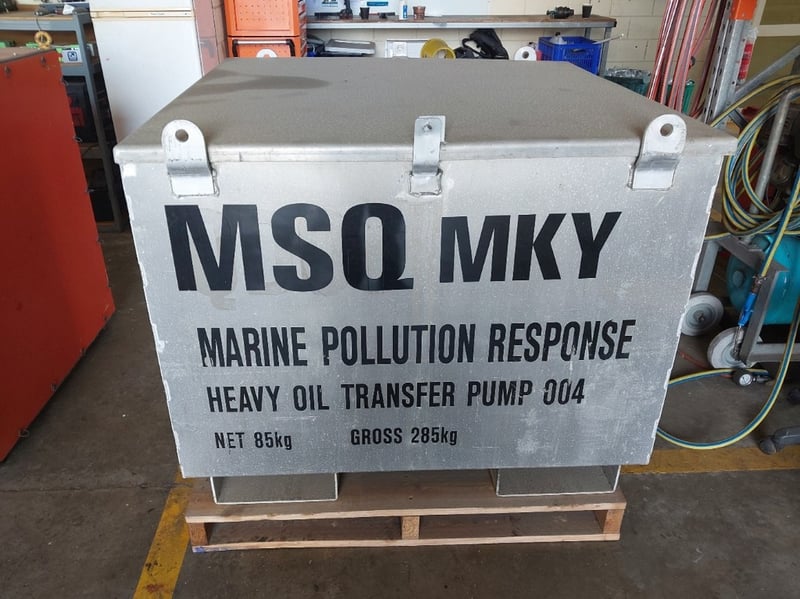 MSQ MKY
MARINE POLLUTION RESPONSE
HEAVY OIL TRANSFER PUMP 004
NET 85kg GROSS 285kg